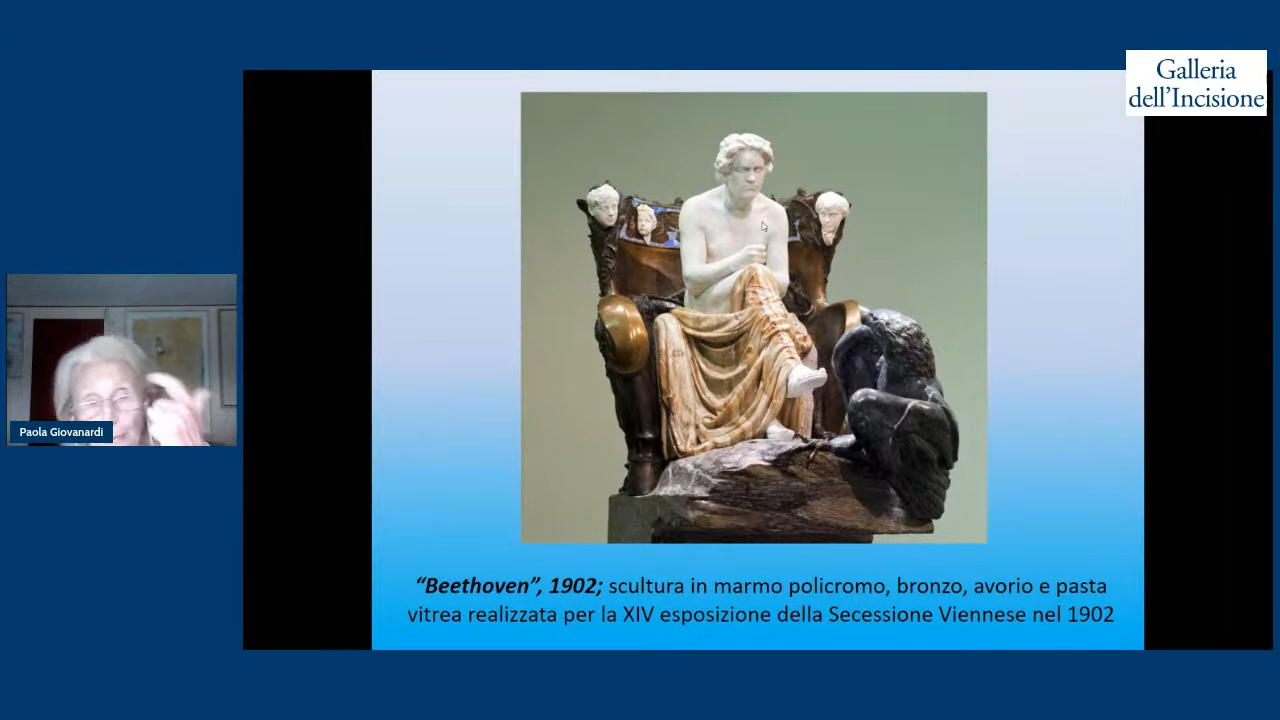 Galleria
dell'Incisione
Paola Giovanardi
“Beethoven”, 1902; scultura in marmo policromo, bronzo, avorio e pasta
vitrea realizzata per la XIV esposizione della Secessione Viennese nel 1902